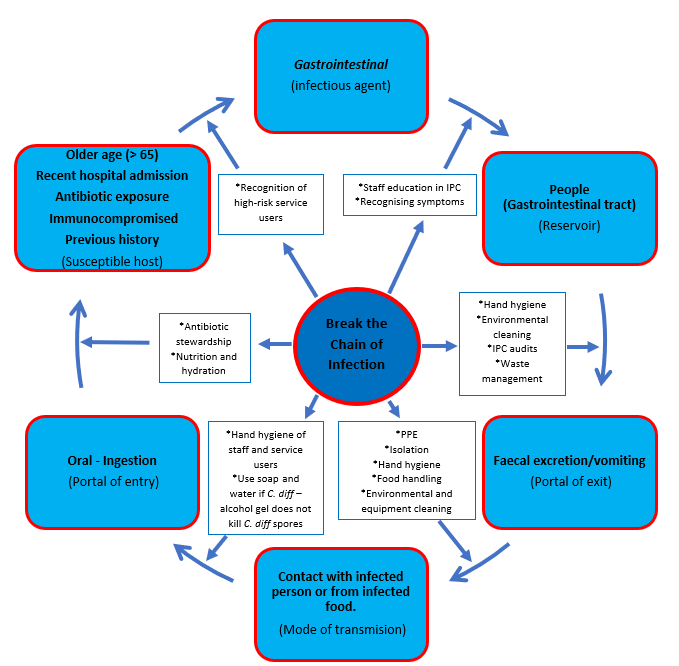 Gastrointestinal
(infectious agent)
Older age (> 65)
Recent hospital admission
Antibiotic exposure
Immunocompromised
Previous history
(Susceptible host)
*Recognition of
high-risk service
users
*Staff education in IPC
*Recognising symptoms
People
(Gastrointestinal tract)
(Reservoir)
*Antibiotic
stewardship
*Nutrition and
hydration
Break the
Chain of
Infection
*Hand hygiene
*Environmental
cleaning
*IPC audits
*Waste
management
Oral - Ingestion
(Portal of entry)
*Hand hygiene of
staff and service
users
*Use soap and
water if C. diff –
alcohol gel does not
kill C. diff spores
*PPE
*Isolation
*Hand hygiene
*Food handling
*Environmental and
equipment cleaning
Faecal excretion/vomiting
(Portal of exit)
Contact with infected
person or from infected
food.
(Mode of transmision)